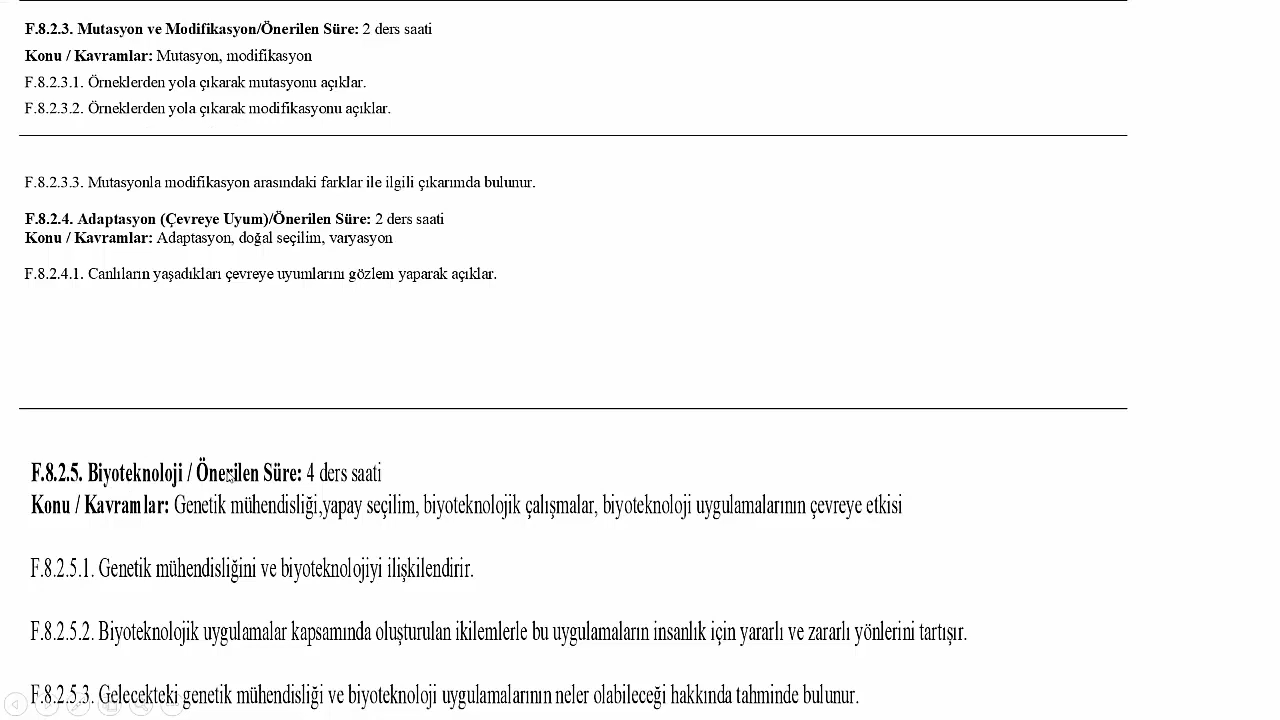 F.8.2.3. Mutasyon ve Modifikasyon/Önerilen Süre: 2 ders saati
Konu / Kavramlar: Mutasyon, modifikasyon
F.8.2.3.1. Örneklerden yola çıkarak mutasyonu açıklar.
F.8.2.3.2. Örneklerden yola çıkarak modifikasyonu açıklar.
F.8.2.3.3. Mutasyonla modifikasyon arasındaki farklar ile ilgili çıkarımda bulunur.
F.8.2.4. Adaptasyon (Çevreye Uyum)/Önerilen Süre: 2 ders saati
Konu / Kavramlar: Adaptasyon, doğal seçilim, varyasyon
F.8.2.4.1. Canlıların yaşadıkları çevreye uyumlarını gözlem yaparak açıklar.
F.8.2.5. Biyoteknoloji / Önerilen Süre: 4 ders saati
Konu / Kavramlar: Genetik mühendisliği,yapay seçilim, biyoteknolojik çalışmalar, biyoteknoloji uygulamalarının çevreye etkisi
F.8.2.5.1. Genetik mühendisliğini ve biyoteknolojiyi ilişkilendirir.
F.8.2.5.2. Biyoteknolojik uygulamalar kapsamında oluşturulan ikilemlerle bu uygulamaların insanlık için yararlı ve zararlı yönlerini tartışır.
F.8.2.5.3. Gelecekteki genetik mühendisliği ve biyoteknoloji uygulamalarının neler olabileceği hakkında tahminde bulunur.